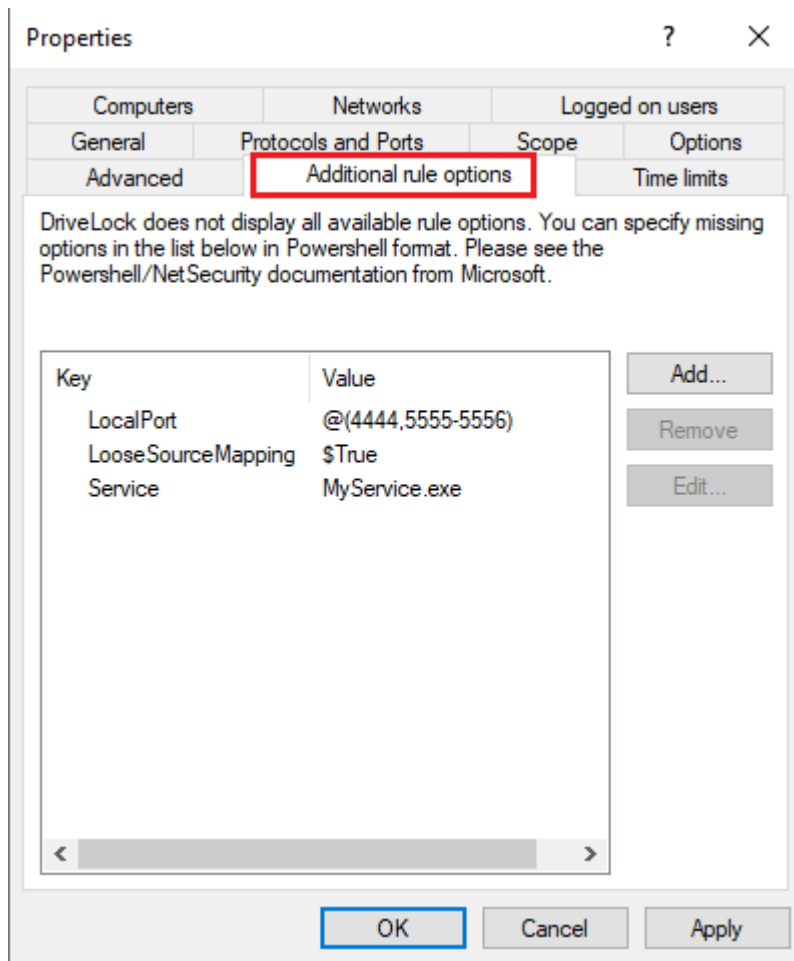 Properties ? ✕
Computers Networks Logged on users
General Protocols and Ports Scope Options
Advanced Additional rule options Time limits
DriveLock does not display all available rule options. You can specify missing
options in the list below in Powershell format. Please see the
Powershell/NetSecurity documentation from Microsoft.
Key Value Add...
LocalPort @(4444,5555-5556) Remove
LooseSourceMapping $True
Service MyService.exe Edit...
OK Cancel Apply